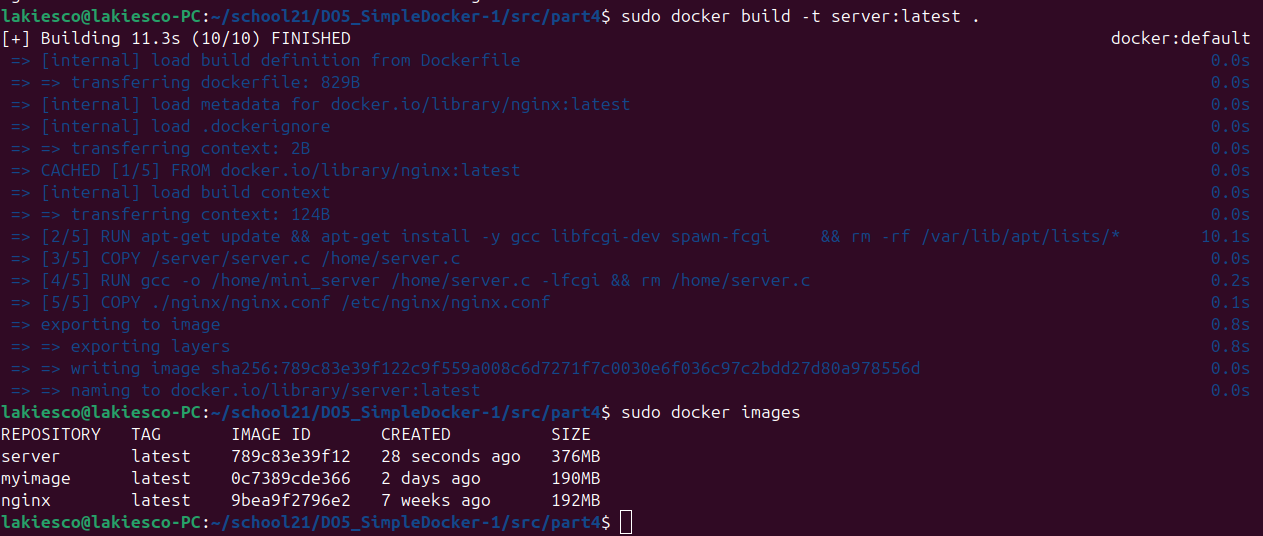 lakiesco@lakiesco-PC:~/school21/DO5_SimpleDocker-1/src/part4$ sudo docker build -t server:latest .
[+] Building 11.3s (10/10) FINISHED docker:default
=> [internal] load build definition from Dockerfile 0.0s
=> => transferring dockerfile: 829B 0.0s
=> [internal] load metadata for docker.io/library/nginx:latest 0.0s
=> [internal] load .dockerignore 0.0s
=> => transferring context: 2B 0.0s
=> CACHED [1/5] FROM docker.io/library/nginx:latest 0.0s
=> [internal] load build context 0.0s
=> => transferring context: 124B 0.0s
=> [2/5] RUN apt-get update && apt-get install -y gcc libfcgi-dev spawn-fcgi     && rm -rf /var/lib/apt/lists/* 10.1s
=> [3/5] COPY /server/server.c /home/server.c 0.0s
=> [4/5] RUN gcc -o /home/mini_server /home/server.c -lfcgi && rm /home/server.c 0.2s
=> [5/5] COPY ./nginx/nginx.conf /etc/nginx/nginx.conf 0.1s
=> exporting to image 0.8s
=> => exporting layers 0.8s
=> => writing image sha256:789c83e39f122c9f559a008c6d7271f7c0030e6f036c97c2bdd27d80a978556d 0.0s
=> => naming to docker.io/library/server:latest 0.0s
lakiesco@lakiesco-PC:~/school21/DO5_SimpleDocker-1/src/part4$ sudo docker images
REPOSITORY TAG IMAGE ID CREATED SIZE
server latest 789c83e39f12 28 seconds ago 376MB
myimage latest 0c7389cde366 2 days ago 190MB
nginx latest 9bea9f2796e2 7 weeks ago 192MB
lakiesco@lakiesco-PC:~/school21/DO5_SimpleDocker-1/src/part4$